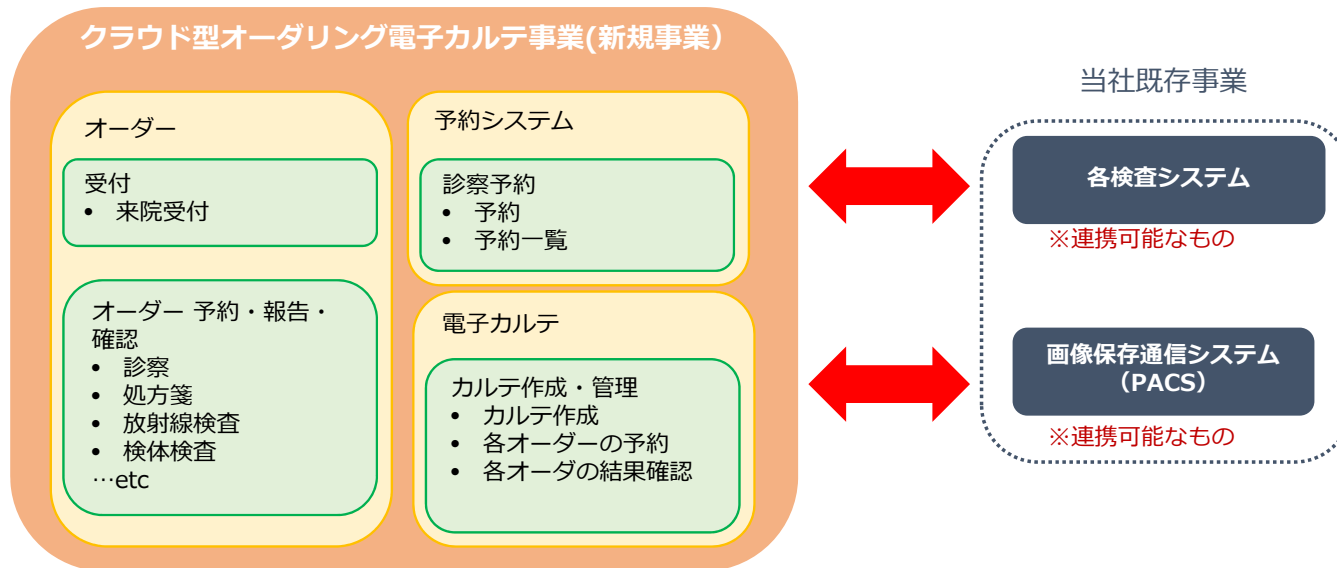 クラウド型オーダリング電子カルテ事業(新規事業）
オーダー
受付
• 来院受付
オーダー 予約・報告・
確認
• 診察
• 処方箋
• 放射線検査
• 検体検査
…etc
予約システム
診察予約
• 予約
• 予約一覧
電子カルテ
カルテ作成・管理
• カルテ作成
• 各オーダーの予約
• 各オーダの結果確認
当社既存事業
各検査システム
※連携可能なもの
画像保存通信システム
（PACS）
※連携可能なもの